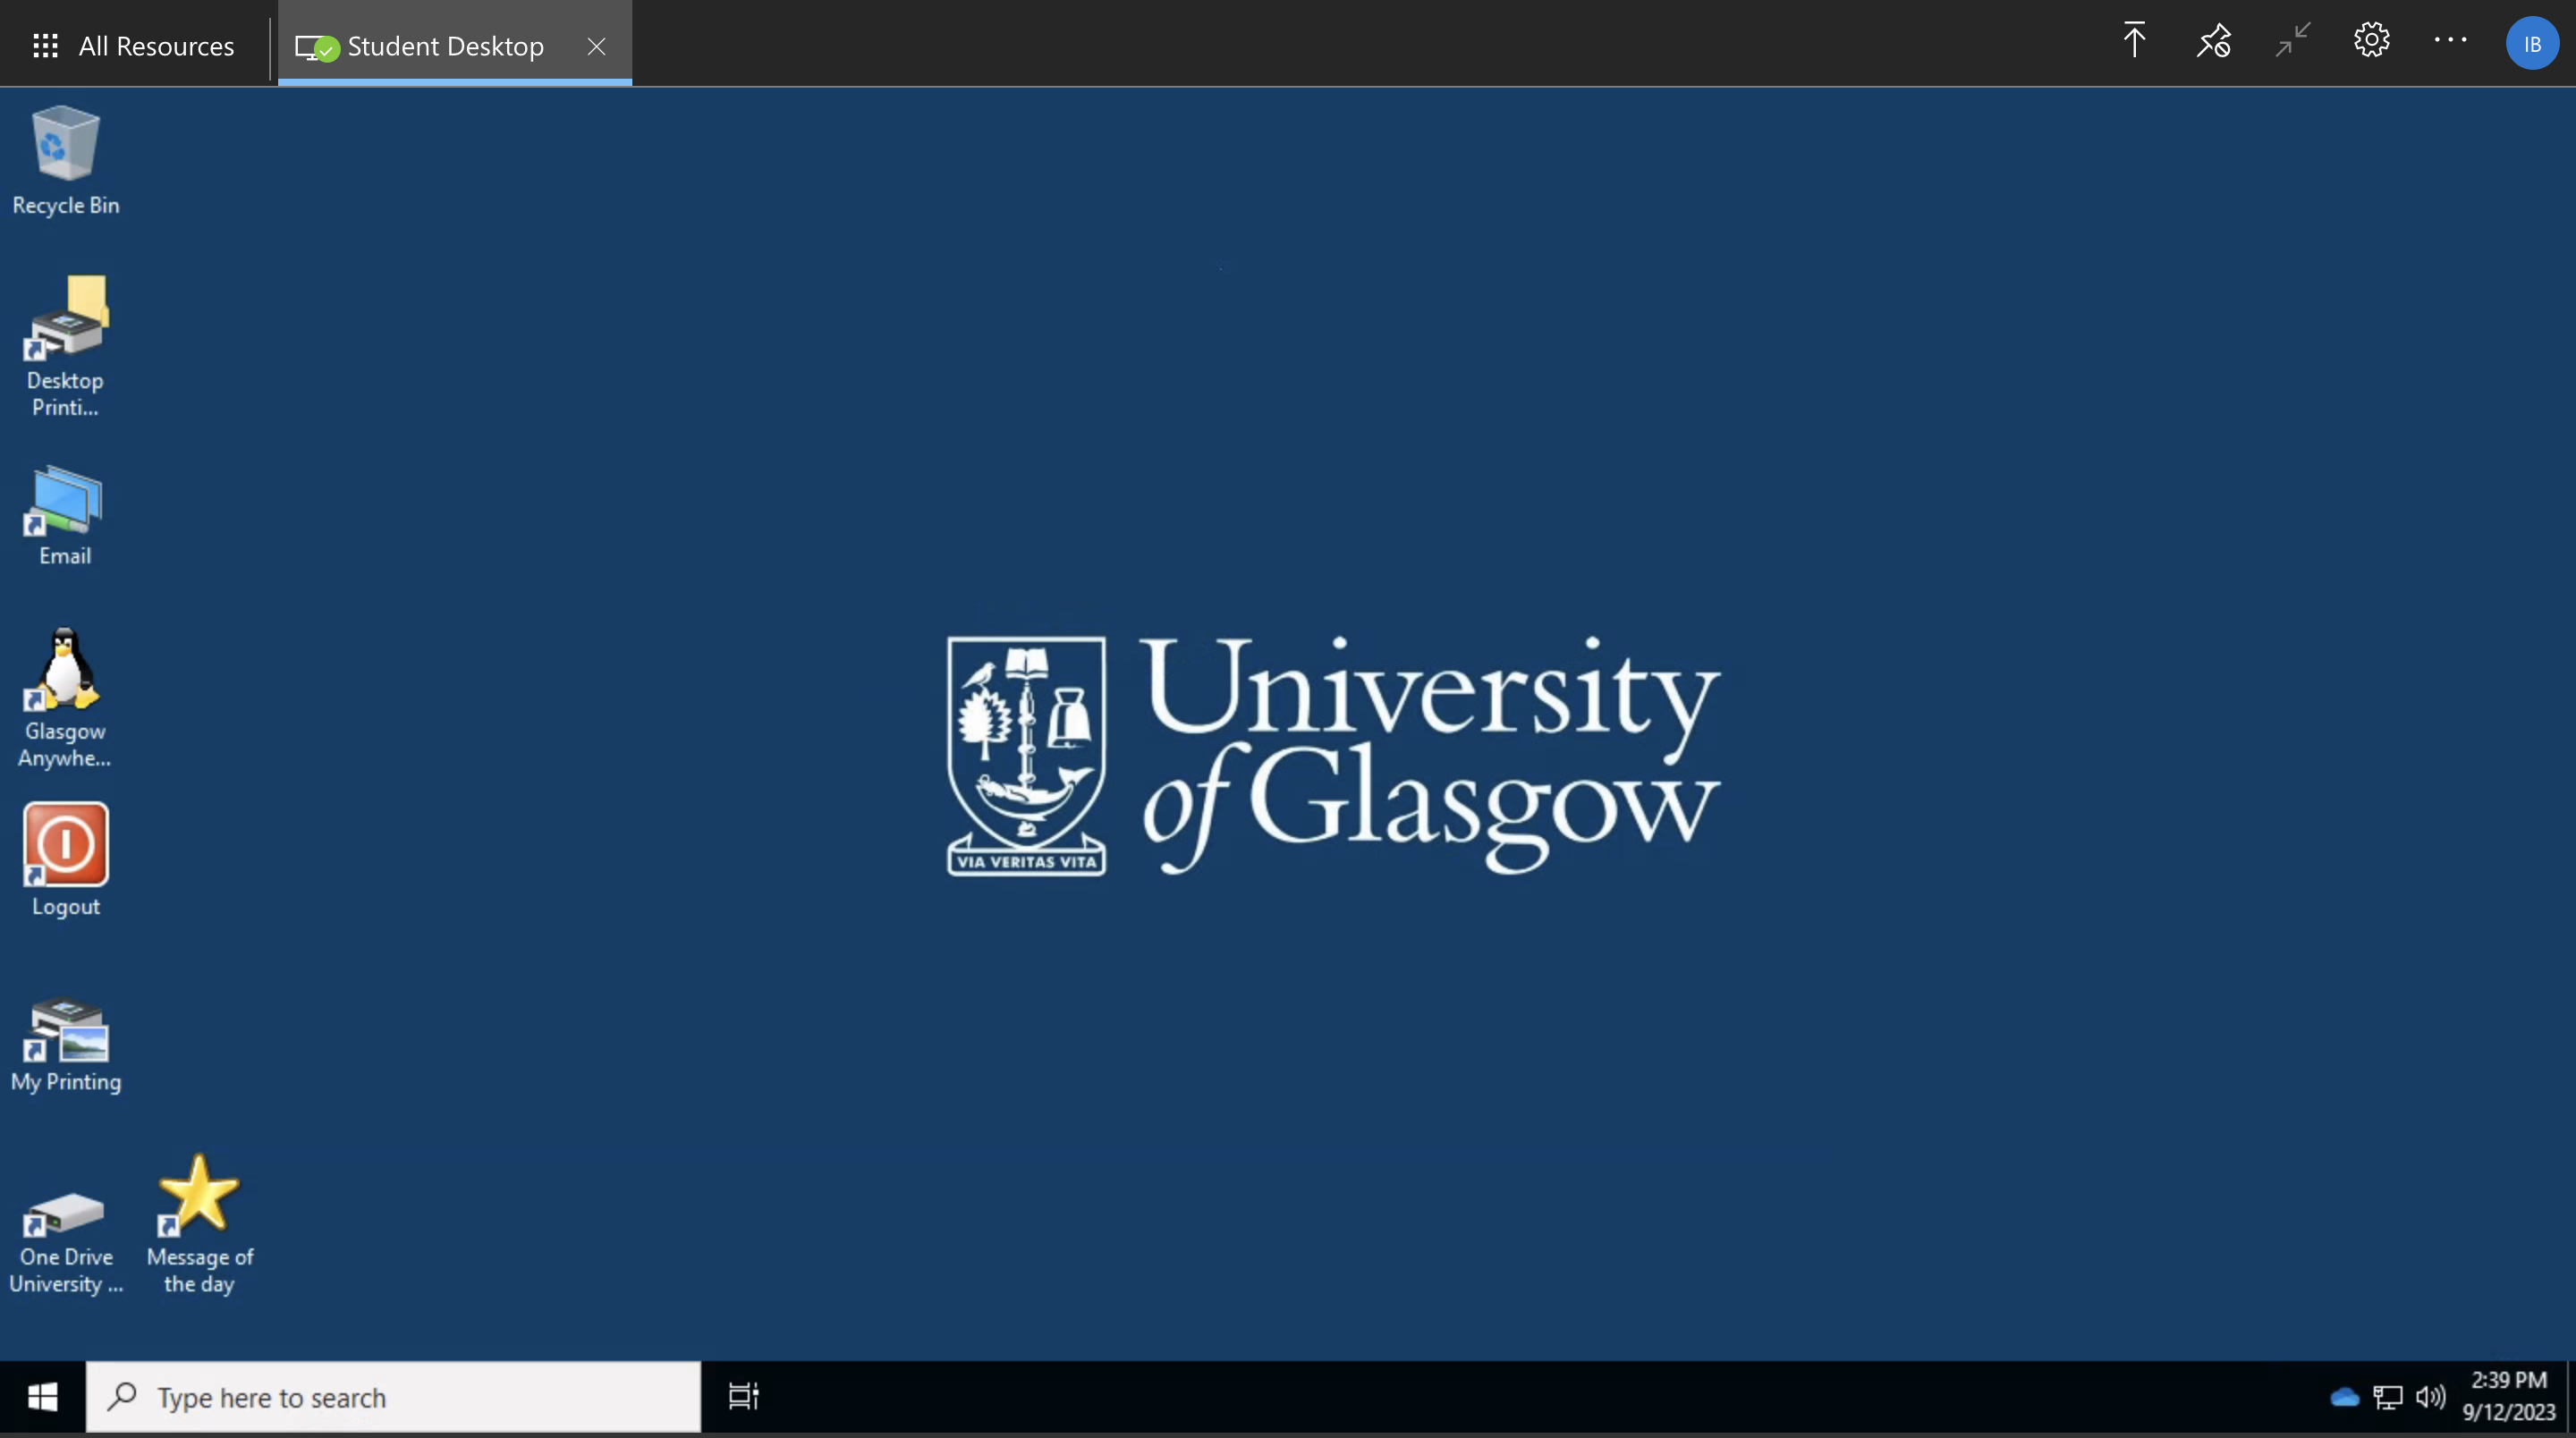 All Resources
Student Desktop
IB
Recycle Bin
Desktop
Printi...
Email
Glasgow
Anywhe...
Logout
My Printing
One Drive
University ...
Message of
the day
University
of Glasgow
VIA VERITAS VITA
Type here to search
2:39 PM
9/12/2023